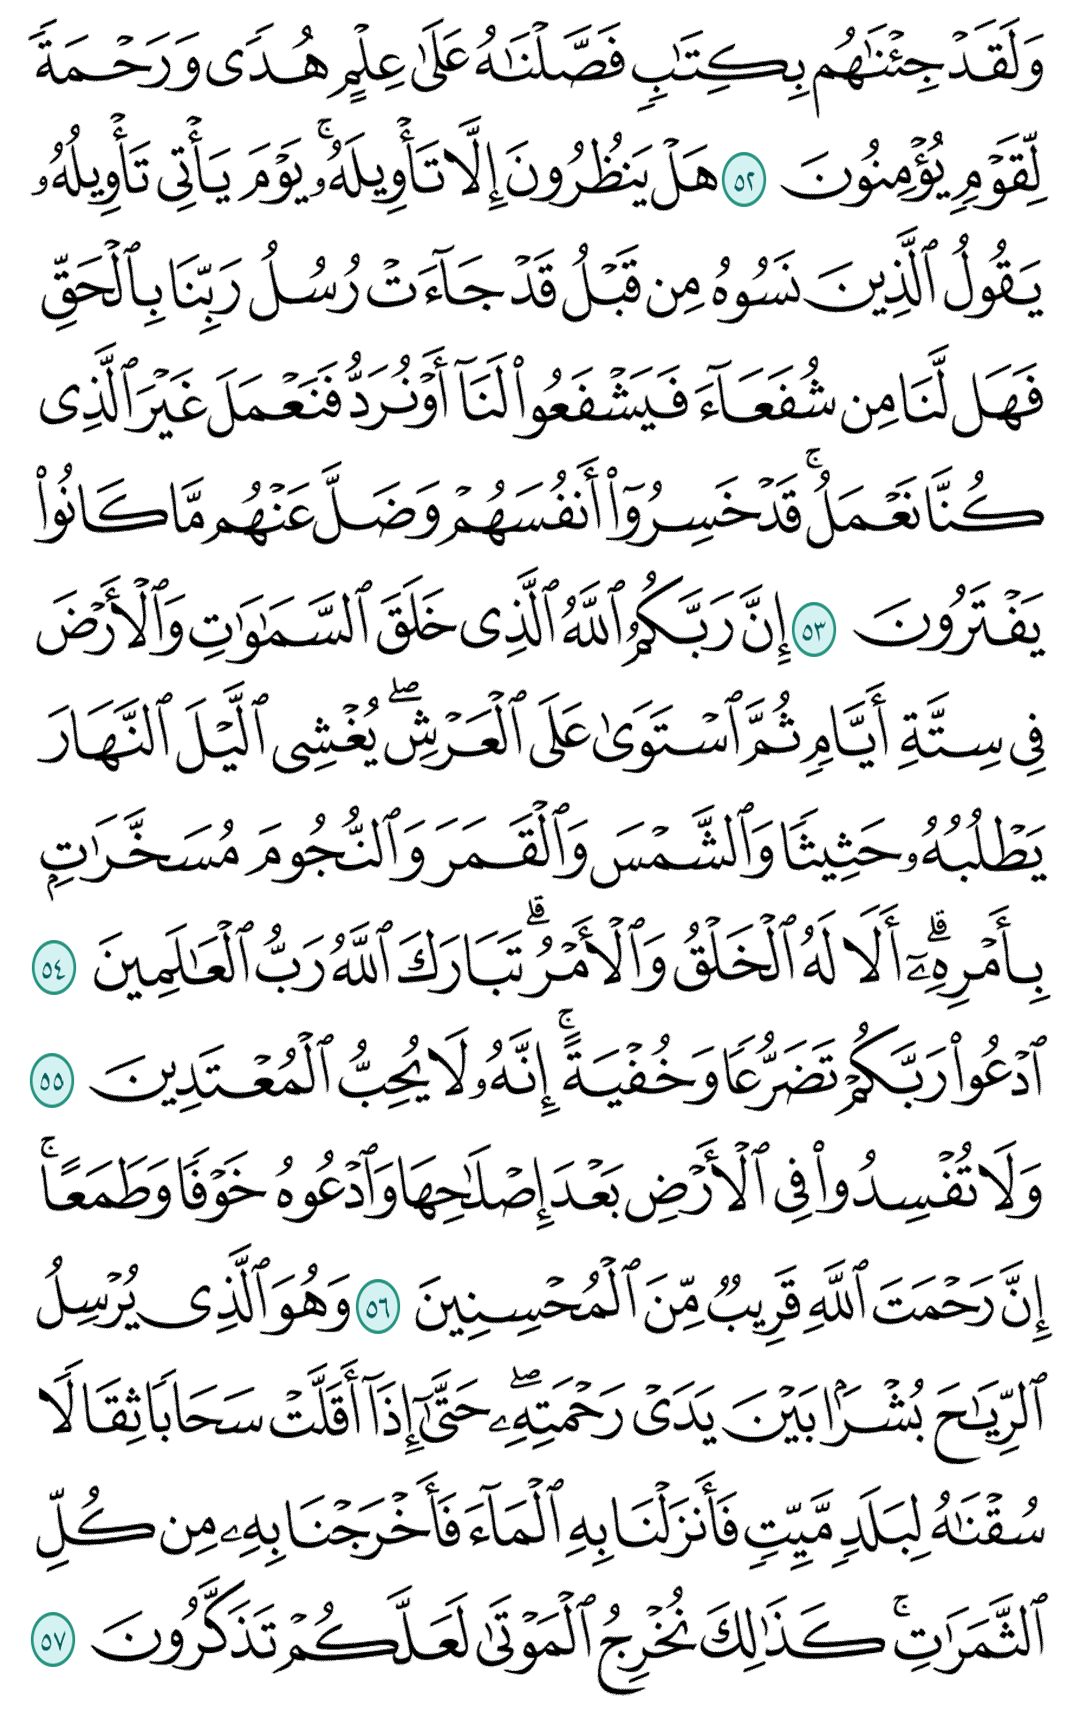 وَلَقَدْ جِئْنَـٰهُم بِكِتَـٰبٍ فَصَّلْنَـٰهُ عَلَىٰ عِلْمٍ هُدًى وَرَحْمَةً
لِّقَوْمٍ يُؤْمِنُونَ ٥٢ هَلْ يَنظُرُونَ إِلَّا تَأْوِيلَهُۥ ۚ يَوْمَ يَأْتِى تَأْوِيلُهُۥ
يَقُولُ ٱلَّذِينَ نَسُوهُ مِن قَبْلُ قَدْ جَآءَتْ رُسُلُ رَبِّنَا بِٱلْحَقِّ
فَهَل لَّنَا مِن شُفَعَآءَ فَيَشْفَعُوا۟ لَنَآ أَوْ نُرَدُّ فَنَعْمَلَ غَيْرَ ٱلَّذِى
كُنَّا نَعْمَلُ ۚ قَدْ خَسِرُوٓا۟ أَنفُسَهُمْ وَضَلَّ عَنْهُم مَّا كَانُوا۟
يَفْتَرُونَ ٥٣ إِنَّ رَبَّكُمُ ٱللَّهُ ٱلَّذِى خَلَقَ ٱلسَّمَـٰوَٰتِ وَٱلْأَرْضَ
فِى سِتَّةِ أَيَّامٍ ثُمَّ ٱسْتَوَىٰ عَلَى ٱلْعَرْشِ ۖ يُغْشِى ٱلَّيْلَ ٱلنَّهَارَ
يَطْلُبُهُۥ حَثِيثًا وَٱلشَّمْسَ وَٱلْقَمَرَ وَٱلنُّجُومَ مُسَخَّرَٰتٍۭ
بِأَمْرِهِۦٓ ۗ أَلَا لَهُ ٱلْخَلْقُ وَٱلْأَمْرُ ۗ تَبَارَكَ ٱللَّهُ رَبُّ ٱلْعَـٰلَمِينَ ٥٤
ٱدْعُوا۟ رَبَّكُمْ تَضَرُّعًا وَخُفْيَةً ۚ إِنَّهُۥ لَا يُحِبُّ ٱلْمُعْتَدِينَ ٥٥
وَلَا تُفْسِدُوا۟ فِى ٱلْأَرْضِ بَعْدَ إِصْلَـٰحِهَا وَٱدْعُوهُ خَوْفًا وَطَمَعًا ۚ
إِنَّ رَحْمَتَ ٱللَّهِ قَرِيبٌ مِّنَ ٱلْمُحْسِنِينَ ٥٦ وَهُوَ ٱلَّذِى يُرْسِلُ
ٱلرِّيَـٰحَ بُشْرًۢا بَيْنَ يَدَىْ رَحْمَتِهِۦ ۖ حَتَّىٰٓ إِذَآ أَقَلَّتْ سَحَابًا ثِقَالًا
سُقْنَـٰهُ لِبَلَدٍ مَّيِّتٍ فَأَنزَلْنَا بِهِ ٱلْمَآءَ فَأَخْرَجْنَا بِهِۦ مِن كُلِّ
ٱلثَّمَرَٰتِ ۚ كَذَٰلِكَ نُخْرِجُ ٱلْمَوْتَىٰ لَعَلَّكُمْ تَذَكَّرُونَ ٥٧